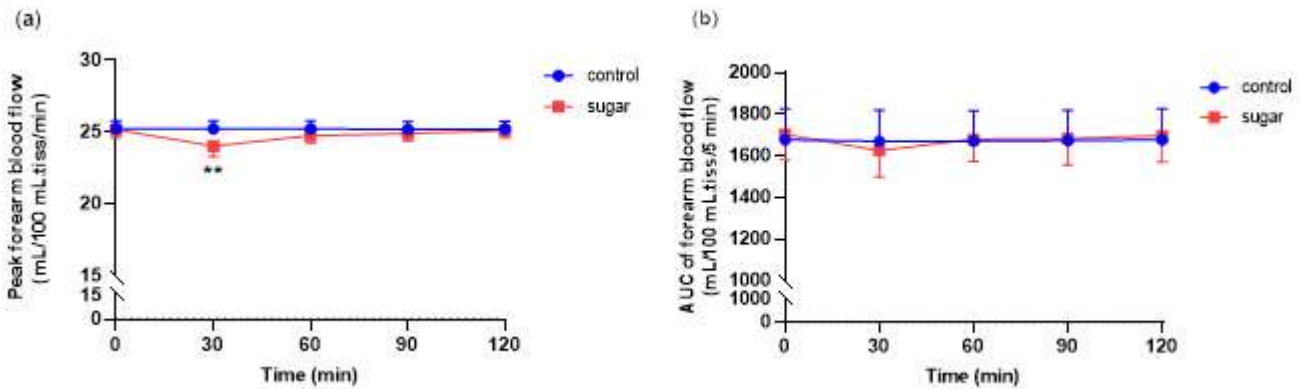 (a)
Peak forearm blood flow
(mL/100 mL.tiss/min)
30
25
20
15
15
0
0
30
60
90
120
Time (min)
control
sugar
**
(b)
AUC of forearm blood flow
(mL/100 mL.tiss/5 min)
2000
1800
1600
1400
1200
1000
1000
0
0
30
60
90
120
Time (min)
control
sugar